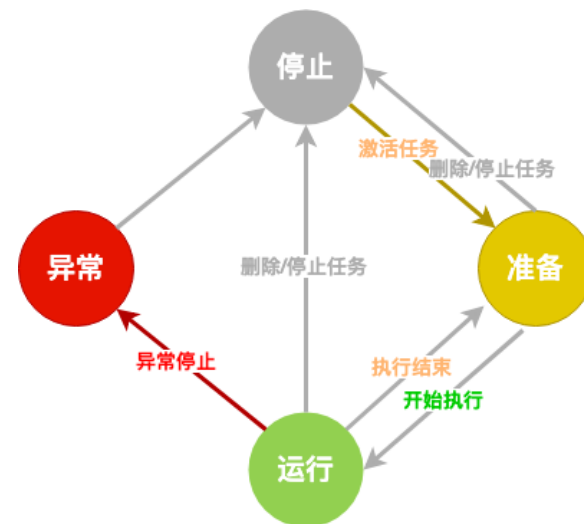 停止
激活任务
删除/停止任务
异常
删除/停止任务
准备
异常停止
执行结束
开始执行
运行